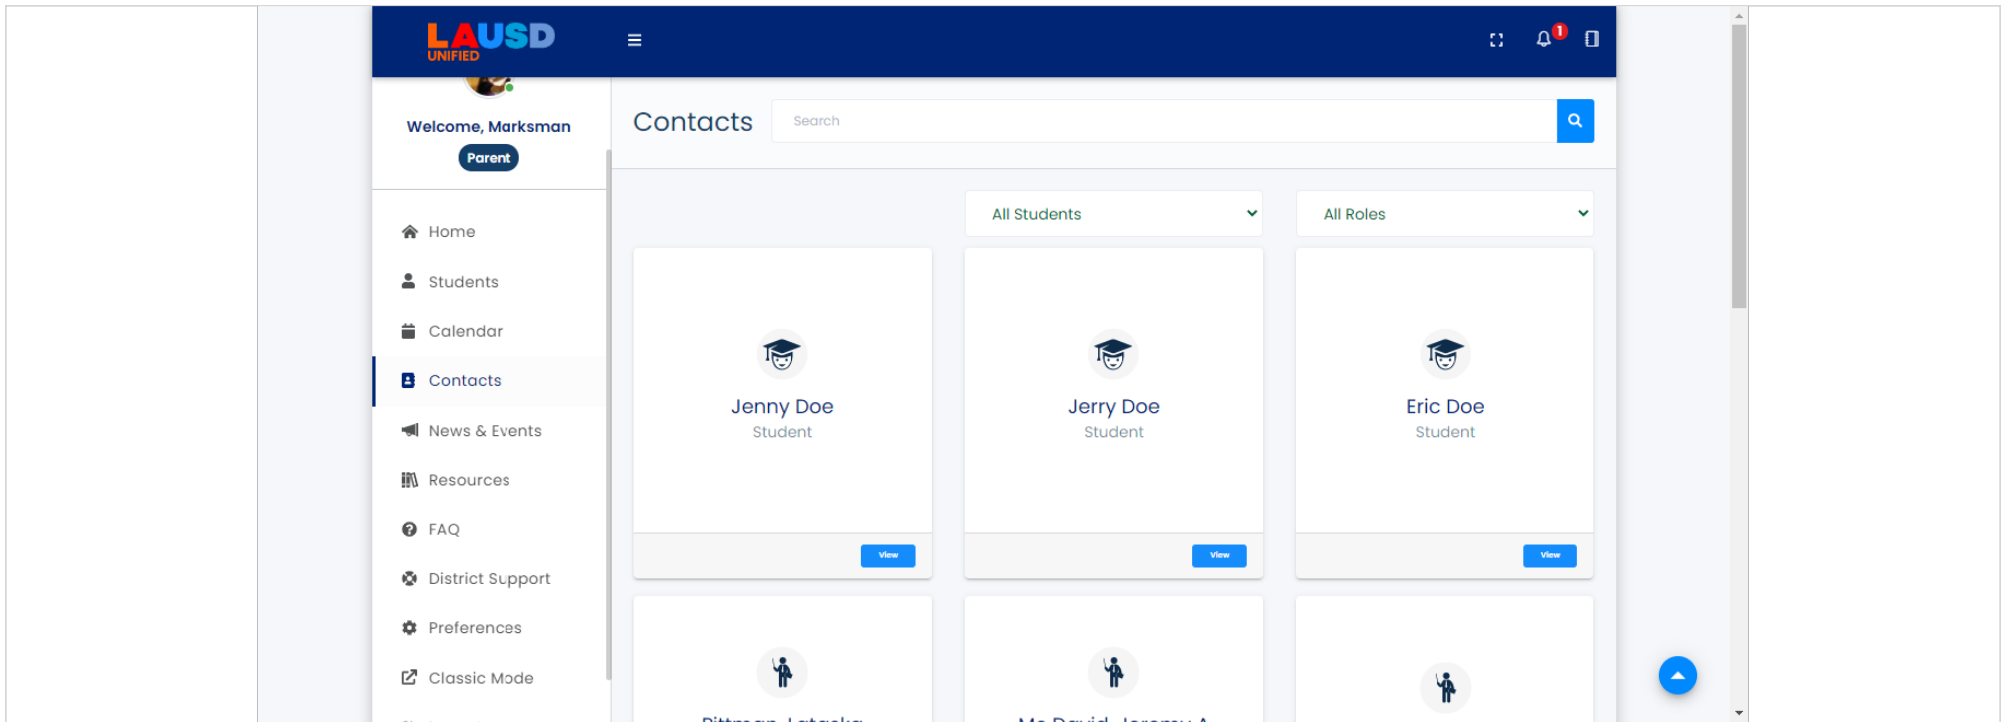 LAUSD
UNIFIED
1
Welcome, Marksman
Parent
Home
Students
Calendar
Contacts
News & Events
Resources
FAQ
District Support
Preferences
Classic Mode
Contacts
Search
All Students
All Roles
Jenny Doe
Student
View
Jerry Doe
Student
View
Eric Doe
Student
View